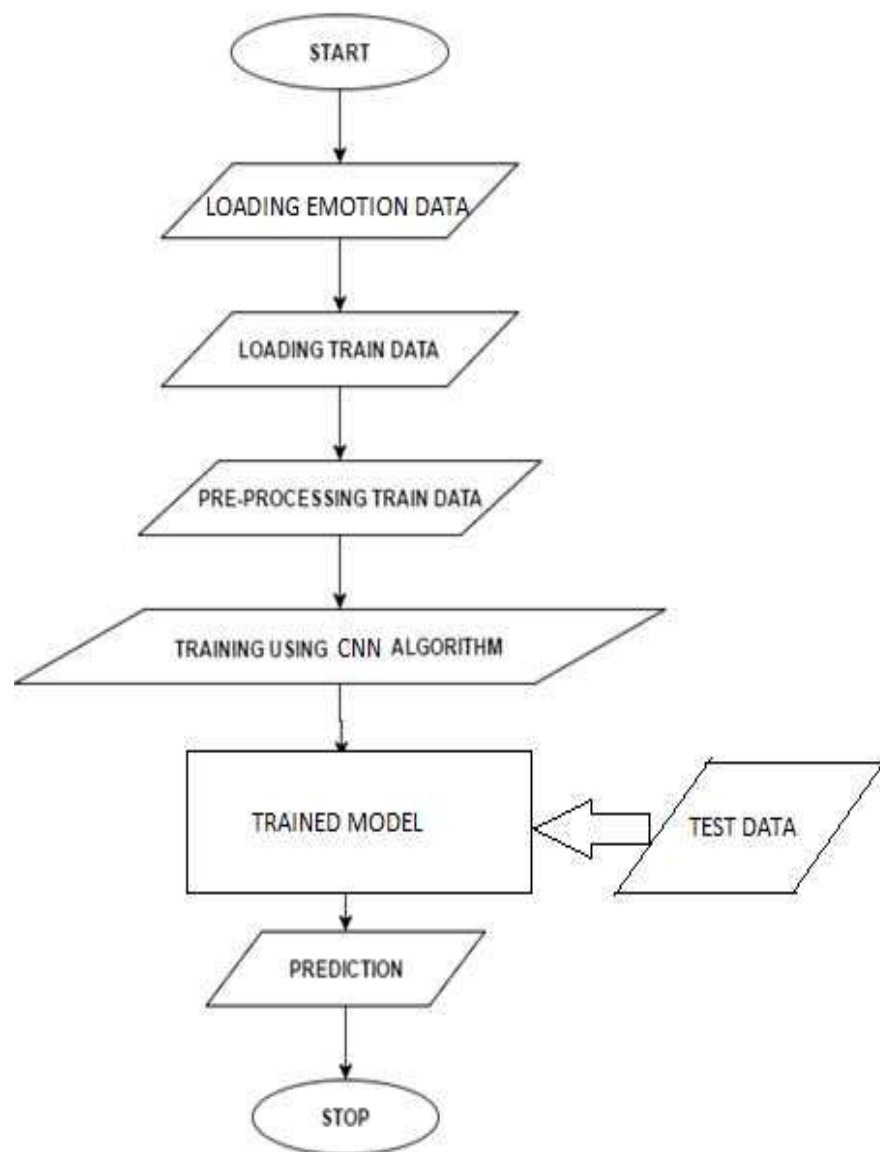 START
LOADING EMOTION DATA
LOADING TRAIN DATA
PRE-PROCESSING TRAIN DATA
TRAINING USING CNN ALGORITHM
TRAINED MODEL
TEST DATA
PREDICTION
STOP